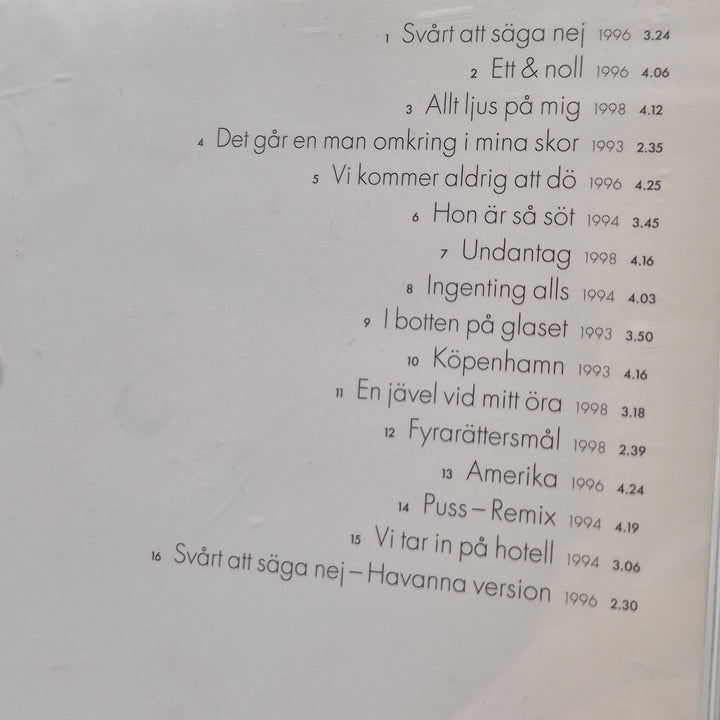 1 Svårt att säga nej 1996 3.24
2 Ett & noll 1996 4.06
3 Allt ljus på mig 1998 4.12
4 Det går en man omkring i mina skor 1993 2.35
5 Vi kommer aldrig att dö 1996 4.25
6 Hon är så söt 1994 3.45
7 Undantag 1998 4.16
8 Ingenting alls 1994 4.03
9 I botten på glaset 1993 3.50
10 Köpenhamn 1993 4.16
11 En jävel vid mitt öra 1998 3.18
12 Fyrarättersmål 1998 2.39
13 Amerika 1996 4.24
14 Puss – Remix 1994 4.19
15 Vi tar in på hotell 1994 3.06
16 Svårt att säga nej – Havanna version 1996 2.30